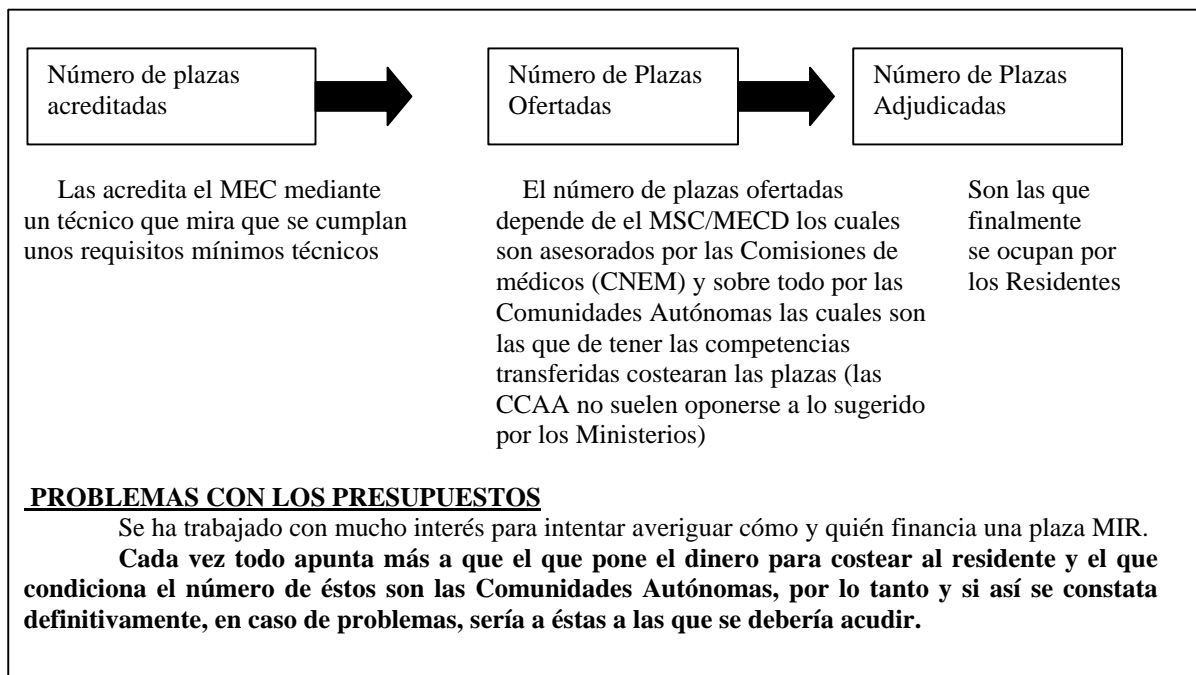 Número de plazas
acreditadas
Número de Plazas
Ofertadas
Número de Plazas
Adjudicadas
Las acredita el MEC mediante
un técnico que mira que se cumplan
unos requisitos mínimos técnicos
El número de plazas ofertadas
depende de el MSC/MECD los cuales
son asesorados por las Comisiones de
médicos (CNEM) y sobre todo por las
Comunidades Autónomas las cuales son
las que de tener las competencias
transferidas costearan las plazas (las
CCAA no suelen oponerse a lo sugerido
por los Ministerios)
Son las que
finalmente
se ocupan por
los Residentes
PROBLEMAS CON LOS PRESUPUESTOS
Se ha trabajado con mucho interés para intentar averiguar cómo y quién financia una plaza MIR.
Cada vez todo apunta más a que el que pone el dinero para costear al residente y el que
condiciona el número de éstos son las Comunidades Autónomas, por lo tanto y si así se constata
definitivamente, en caso de problemas, sería a éstas a las que se debería acudir.